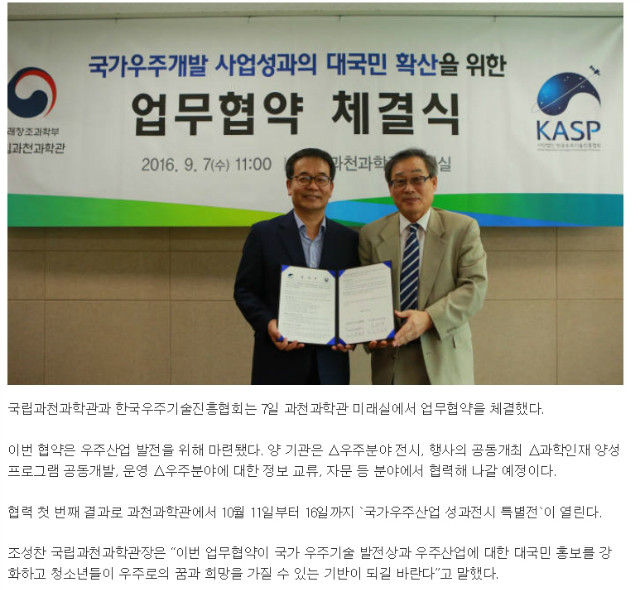 국가우주개발 사업성과의 대국민 확산을 위한
업무협약 체결식
래창조과학부
립과천과학관
2016. 9. 7(수) 11:00
과천과학
실
KASP
국립과천과학관과 한국우주기술진흥협회는 7일 과천과학관 미래실에서 업무협약을 체결했다.
이번 협약은 우주산업 발전을 위해 마련됐다. 양 기관은 △우주분야 전시, 행사의 공동개최 △과학인재 양성
프로그램 공동개발, 운영 △우주분야에 대한 정보 교류, 자문 등 분야에서 협력해 나갈 예정이다.
협력 첫 번째 결과로 과천과학관에서 10월 11일부터 16일까지 `국가우주산업 성과전시 특별전`이 열린다.
조성찬 국립과천과학관장은 “이번 업무협약이 국가 우주기술 발전상과 우주산업에 대한 대국민 홍보를 강
화하고 청소년들이 우주로의 꿈과 희망을 가질 수 있는 기반이 되길 바란다”고 말했다.